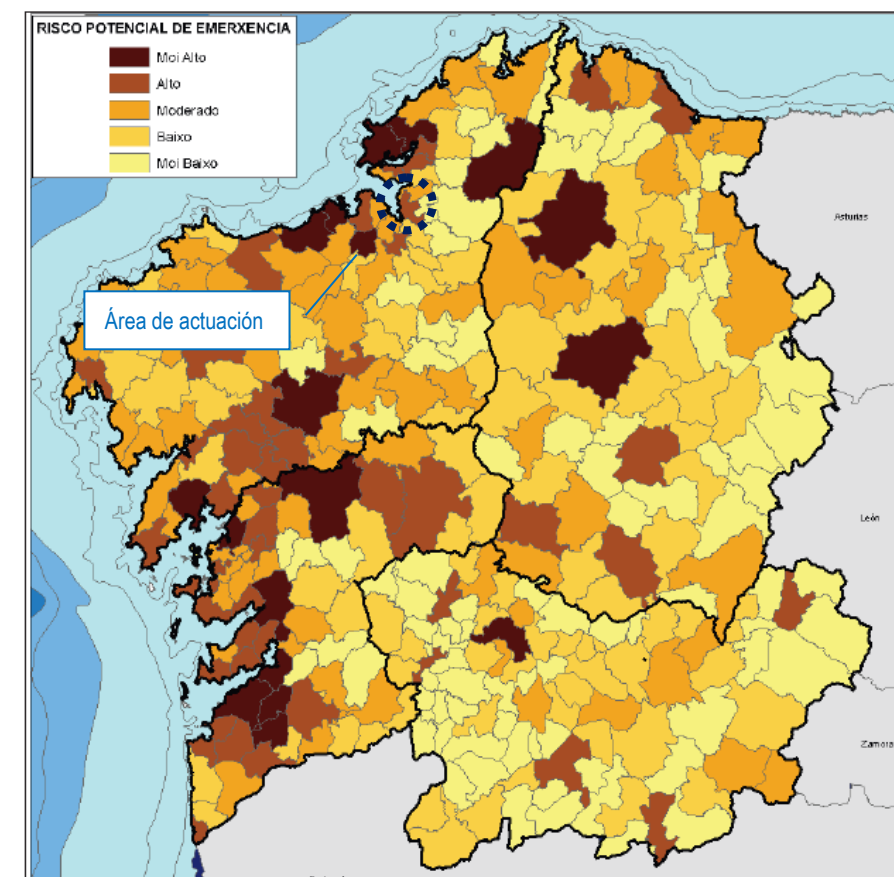 RISCO POTENCIAL DE EMERXENCIA
Moi Alto
Alto
Moderado
Baixo
Moi Baixo
Asturias
Área de actuación
León
Zamora